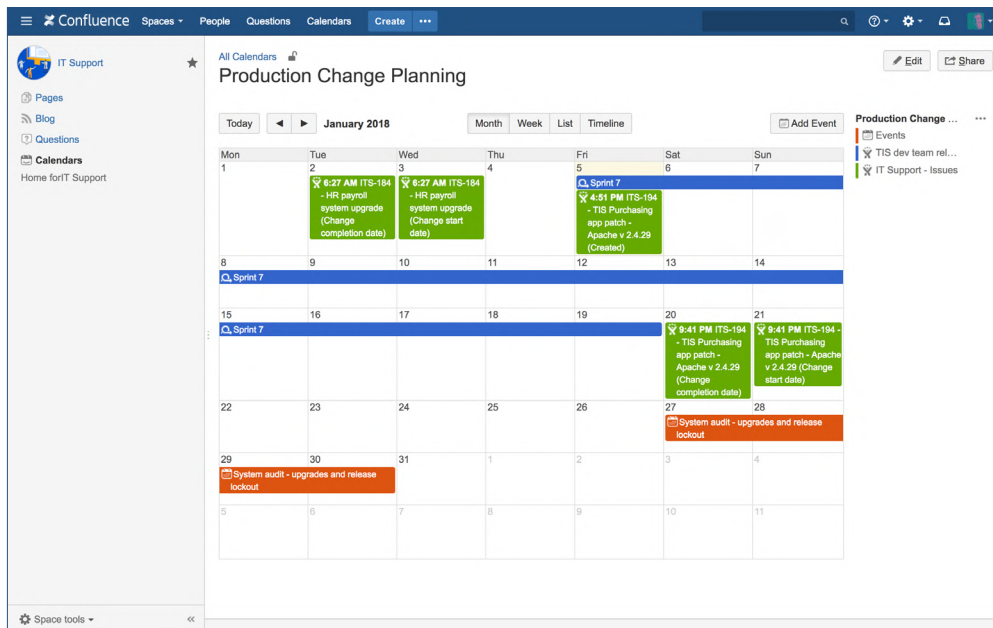 Confluence Spaces People Questions Calendars Create
IT Support
Pages
Blog
Questions
Calendars
Home forIT Support
Space tools
All Calendars
Production Change Planning
Edit Share
Today January 2018 Month Week List Timeline Add Event
Mon Tue Wed Thu Fri Sat Sun
1 2 3 4 5 6 7
6:27 AM ITS-184
- HR payroll
system upgrade
(Change
completion date)
6:27 AM ITS-184
- HR payroll
system upgrade
(Change start
date)
Sprint 7
4:51 PM ITS-194
- TIS Purchasing
app patch -
Apache v 2.4.29
(Created)
8 9 10 11 12 13 14
Sprint 7
15 16 17 18 19 20 21
Sprint 7
9:41 PM ITS-194
- TIS Purchasing
app patch -
Apache v 2.4.29
(Change
completion date)
9:41 PM ITS-194 -
TIS Purchasing
app patch - Apache
v 2.4.29 (Change
start date)
22 23 24 25 26 27 28
System audit - upgrades and release
lockout
29 30 31 1 2 3 4
System audit - upgrades and release
lockout
5 6 7 8 9 10 11
Production Change ...
Events
TIS dev team rel...
IT Support - Issues